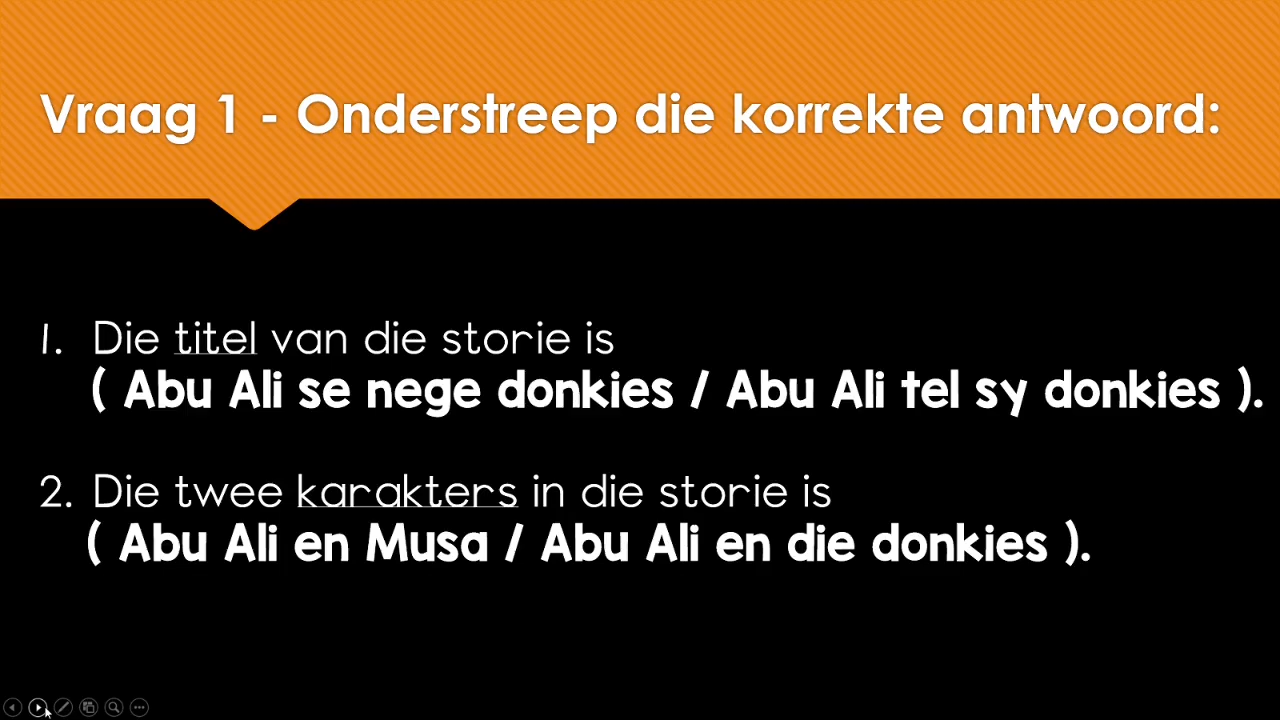 Vraag 1 - Onderstreep die korrekte antwoord:
1. Die titel van die storie is
( Abu Ali se nege donkies / Abu Ali tel sy donkies ).
2. Die twee karakters in die storie is
( Abu Ali en Musa / Abu Ali en die donkies ).